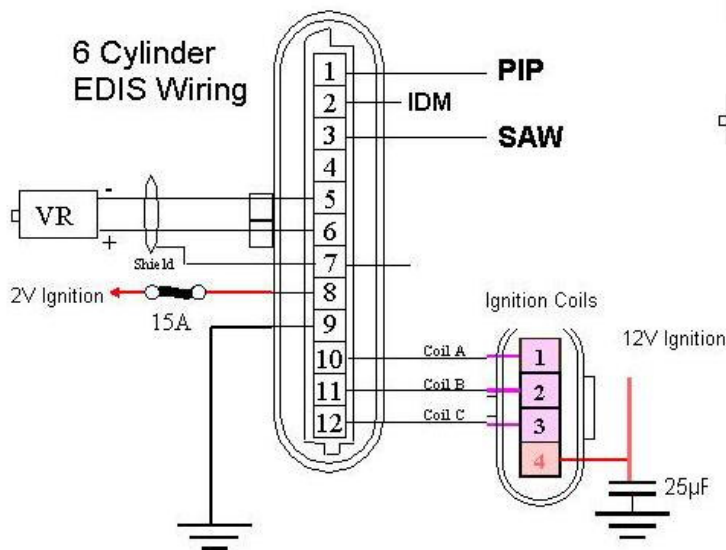 6 Cylinder
EDIS Wiring
1
PIP
2
IDM
3
SAW
4
-
VR
5
+
6
Shield
7
2V Ignition
8
15A
9
Ignition Coils
12V Ignition
10
Coil A
1
11
Coil B
2
12
Coil C
3
4
25µF